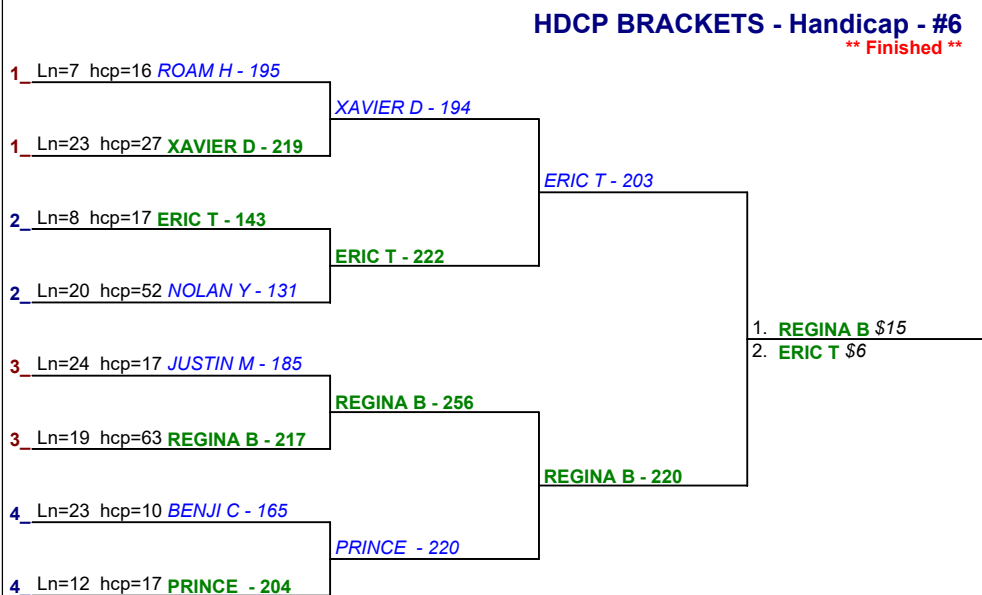 HDCP BRACKETS - Handicap - #6
** Finished **
1_ Ln=7 hcp=16 ROAM H - 195
XAVIER D - 194
1_ Ln=23 hcp=27 XAVIER D - 219
ERIC T - 203
2_ Ln=8 hcp=17 ERIC T - 143
ERIC T - 222
2_ Ln=20 hcp=52 NOLAN Y - 131
1. REGINA B $15
2. ERIC T $6
3_ Ln=24 hcp=17 JUSTIN M - 185
REGINA B - 256
3_ Ln=19 hcp=63 REGINA B - 217
REGINA B - 220
4_ Ln=23 hcp=10 BENJI C - 165
PRINCE - 220
4_ Ln=12 hcp=17 PRINCE - 204